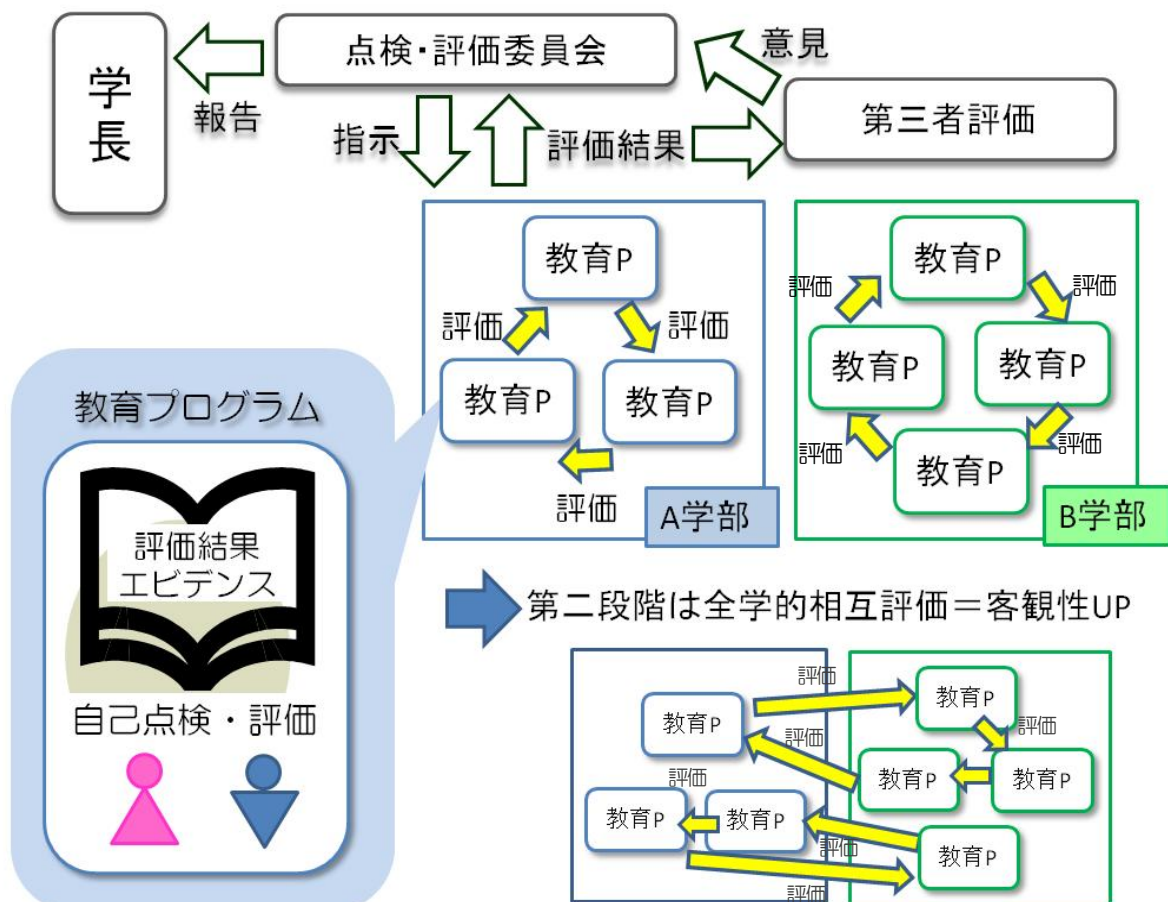 学長
報告
点検・評価委員会
意見
第三者評価
指示
評価結果
教育P
評価
評価
教育P
教育P
評価
A学部
教育P
評価
評価
教育P
教育P
評価
評価
教育P
B学部
教育プログラム
評価結果
エビデンス
自己点検・評価
第二段階は全学的相互評価＝客観性UP
評価
教育P
教育P
評価
評価
教育P
教育P
評価
教育P
教育P
評価
教育P
評価